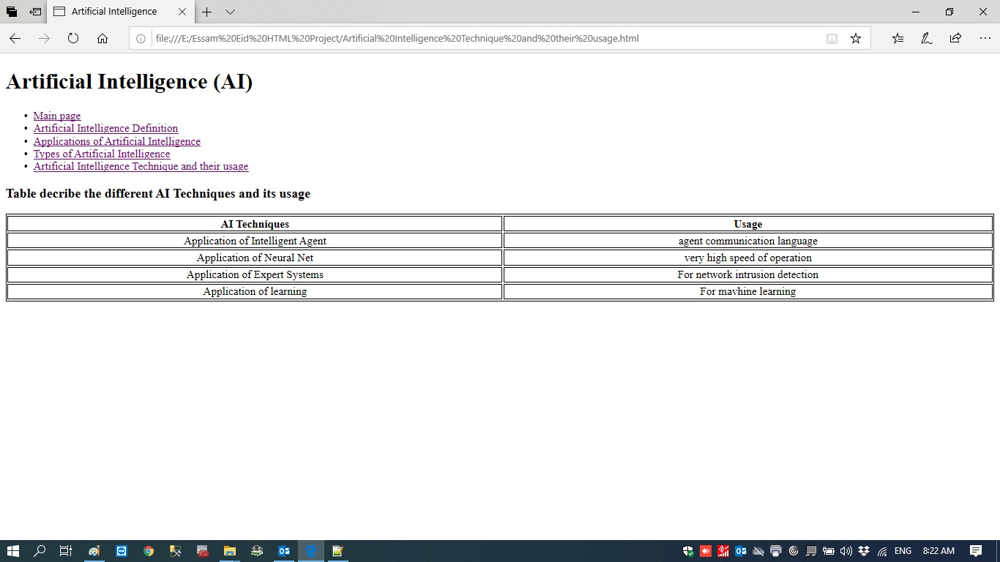 Artificial Intelligence
file:///E:/Essam%20Eid%20HTML%20Project/Artificial%20Intelligence%20Technique%20and%20their%20usage.html
Artificial Intelligence (AI)
Main page
Artificial Intelligence Definition
Applications of Artificial Intelligence
Types of Artificial Intelligence
Artificial Intelligence Technique and their usage
Table decribe the different AI Techniques and its usage
AI Techniques Usage
Application of Intelligent Agent agent communication language
Application of Neural Net very high speed of operation
Application of Expert Systems For network intrusion detection
Application of learning For mavhine learning
ENG 8:22 AM